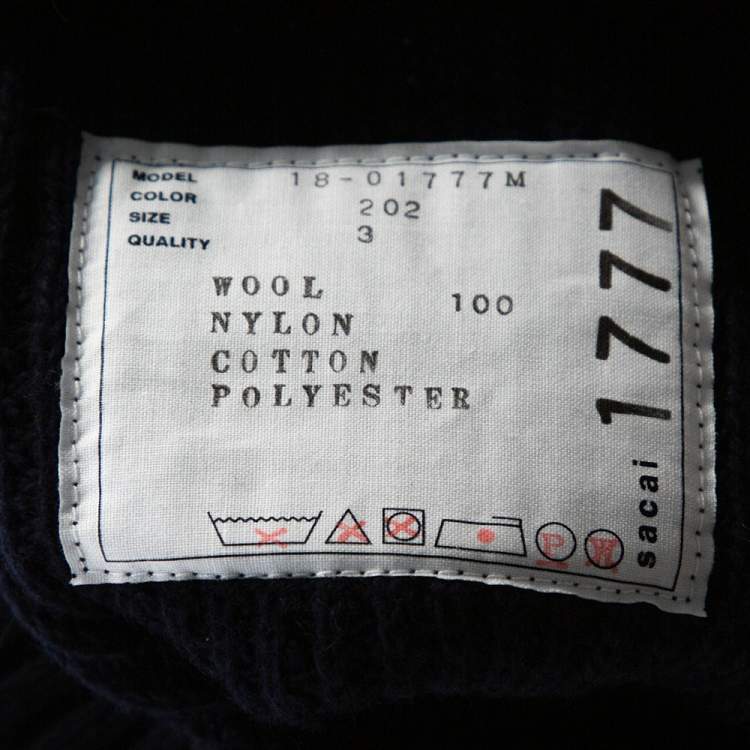 MODEL 18-01777M
COLOR 202
SIZE 3
QUALITY
WOOL 100
NYLON
COTTON
POLYESTER
P W
sacai 1777